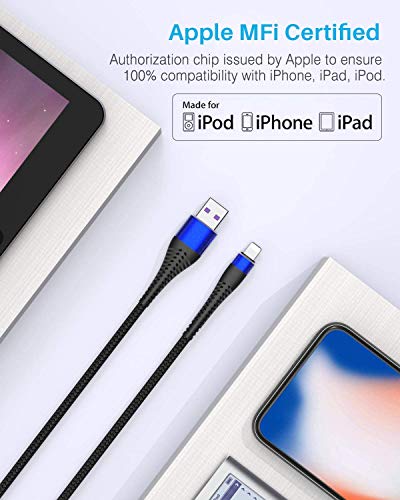 Apple MFi Certified
Authorization chip issued by Apple to ensure
100% compatibility with iPhone, iPad, iPod.
Made for
iPod iPhone iPad